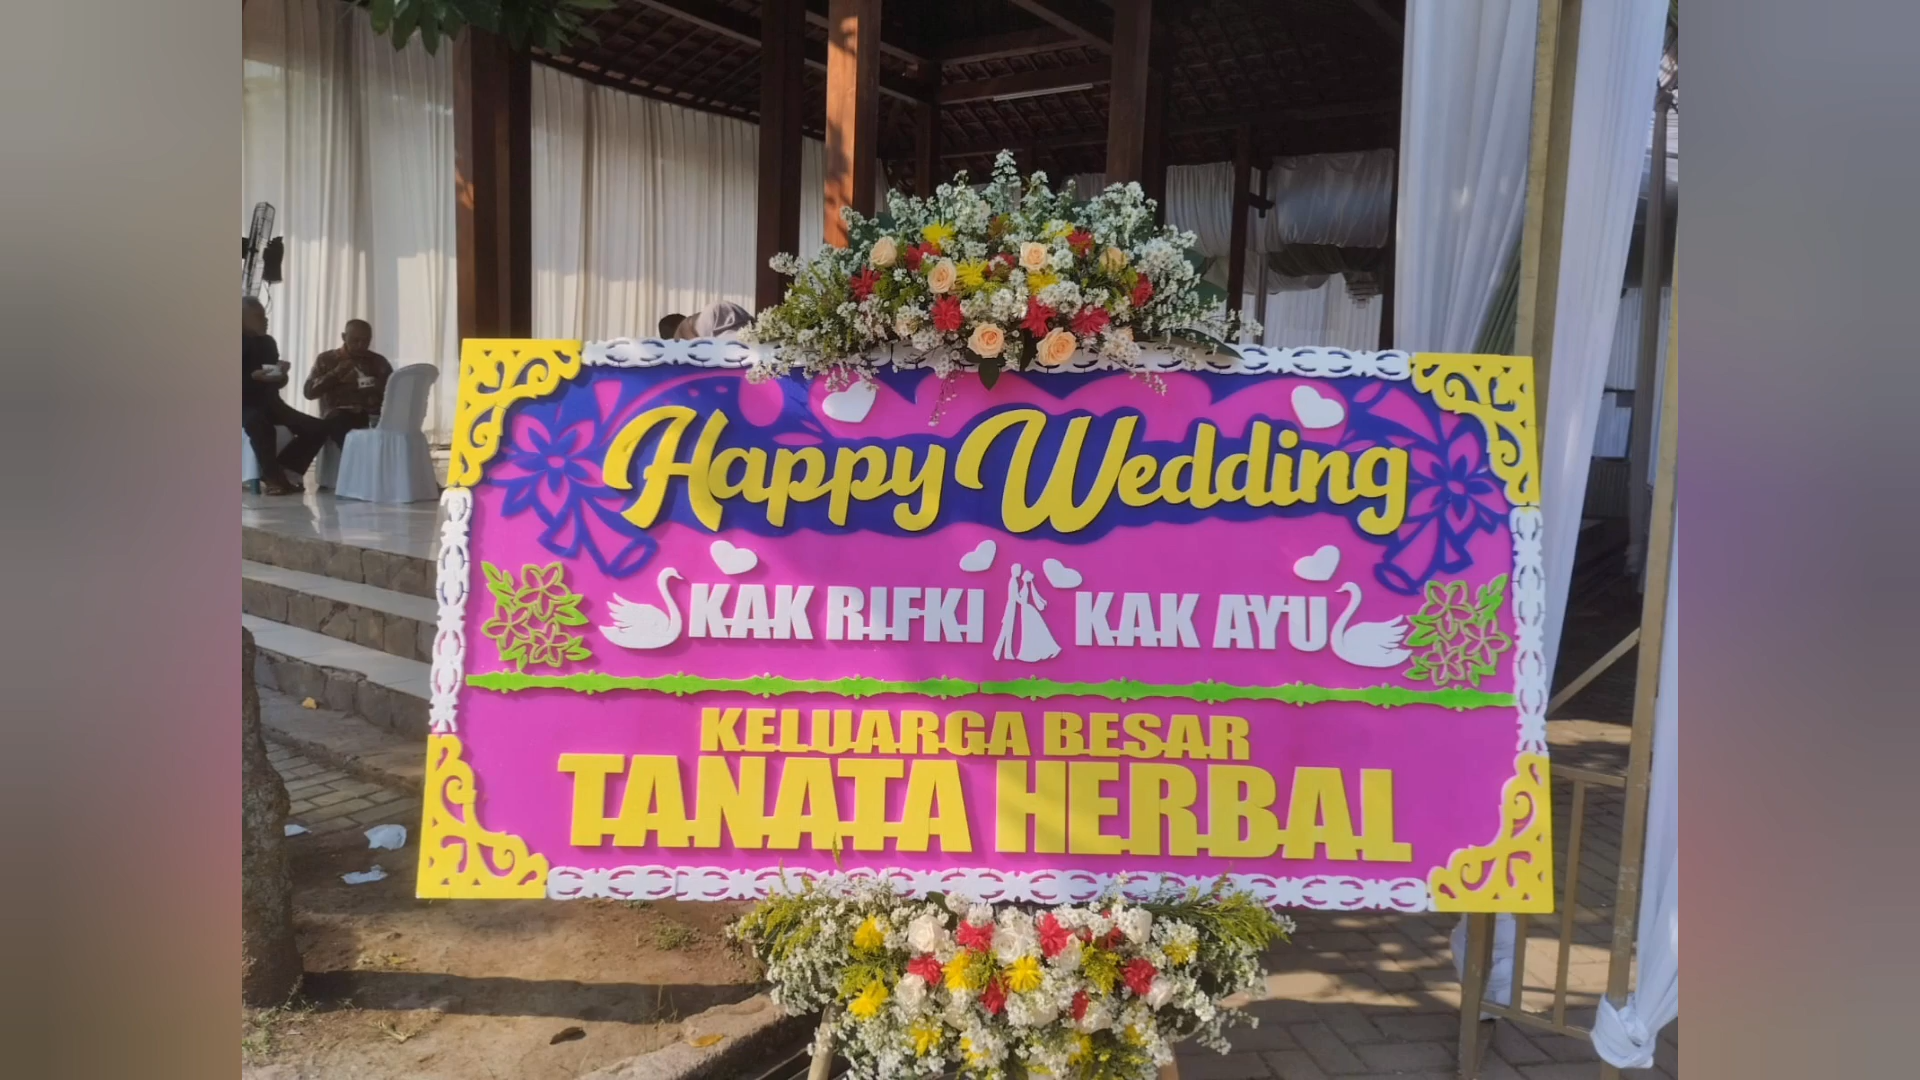 Happy Wedding
KAK RIFKI KAK AYU
KELUARGA BESAR
TANATA HERBAL